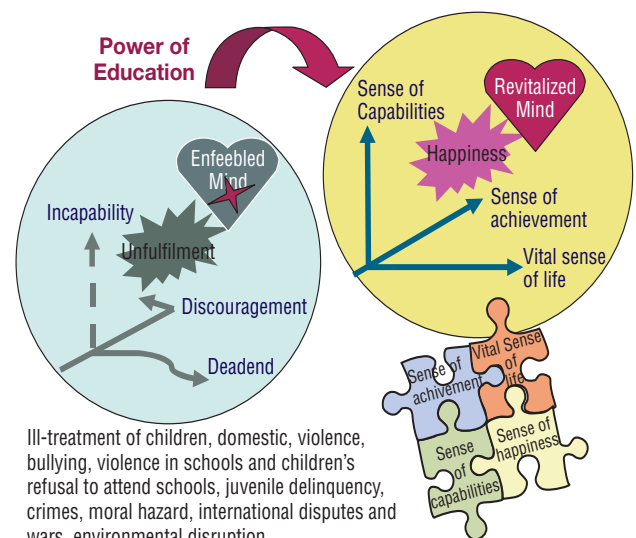 Power of
Education
Sense of
Capabilities
Revitalized
Mind
Happiness
Sense of
achievement
Vital sense
of life
Enfeebled
Mind
Incapability
Unfulfilment
Discouragement
Deadend
Sense of
achivement
Vital Sense
of
life
Sense
of
capabilities
Sense of
happiness
Ill-treatment of children, domestic, violence,
bullying, violence in schools and children's
refusal to attend schools, juvenile delinquency,
crimes, moral hazard, international disputes and
wars, environmental disruption